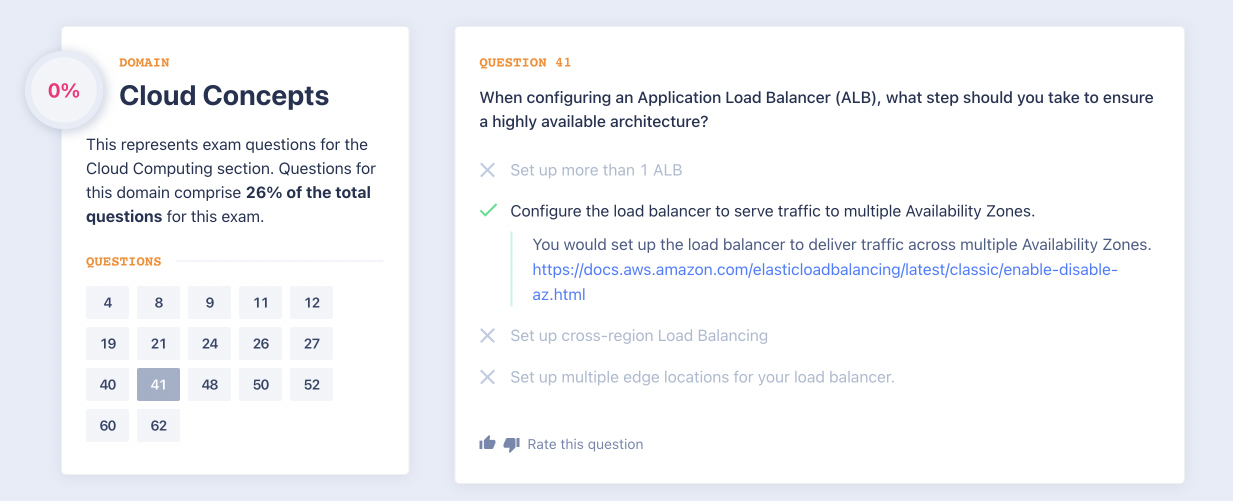 0%
DOMAIN
Cloud Concepts
This represents exam questions for the
Cloud Computing section. Questions for
this domain comprise 26% of the total
questions for this exam.
QUESTIONS
4 8 9 11 12
19 21 24 26 27
40 41 48 50 52
60 62
QUESTION 41
When configuring an Application Load Balancer (ALB), what step should you take to ensure
a highly available architecture?
Set up more than 1 ALB
Configure the load balancer to serve traffic to multiple Availability Zones.
You would set up the load balancer to deliver traffic across multiple Availability Zones.
https://docs.aws.amazon.com/elasticloadbalancing/latest/classic/enable-disable-
az.html
Set up cross-region Load Balancing
Set up multiple edge locations for your load balancer.
Rate this question